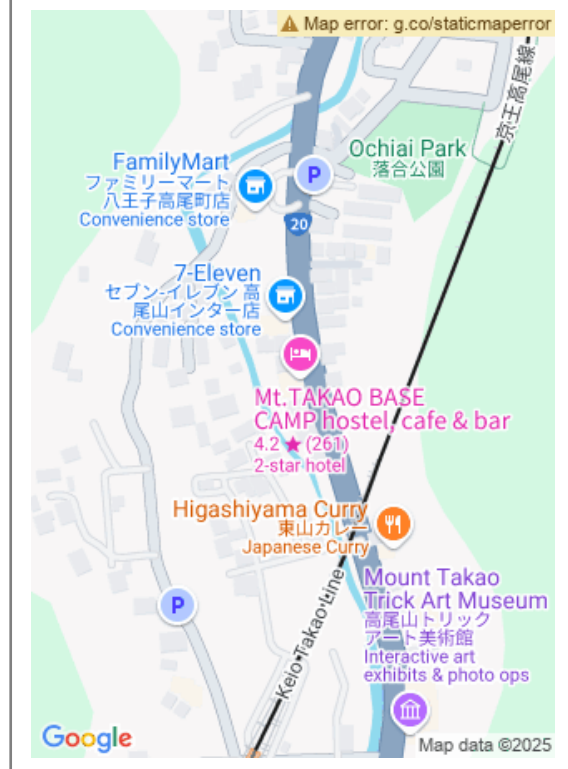 Map error: g.co/staticmaperror
京王高尾線
Ochiai Park
落合公園
FamilyMart
ファミリーマート
八王子高尾町店
Convenience store
P
20
7-Eleven
セブン-イレブン 高
尾山インター店
Convenience store
Mt.TAKAO BASE
CAMP hostel, cafe & bar
4.2 ★ (261)
2-star hotel
Higashiyama Curry
東山カレー
Japanese Curry
Mount Takao
Trick Art Museum
高尾山トリック
アート美術館
Interactive art
exhibits & photo ops
P
Keio-Takao-Line
Google
Map data ©2025